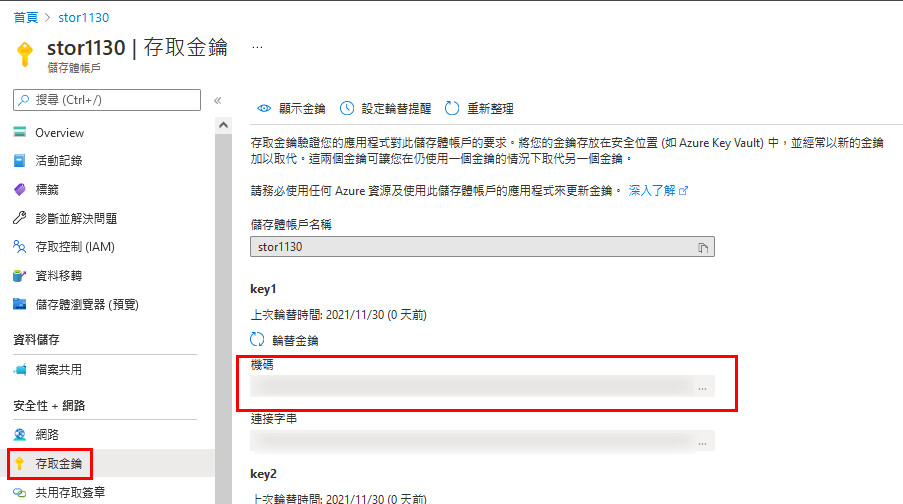 首頁 > stor1130
stor1130 | 存取金鑰 ...
儲存體帳戶
搜尋 (Ctrl+/)
«
Overview
活動記錄
標籤
診斷並解決問題
存取控制 (IAM)
資料移轉
儲存體瀏覽器 (預覽)
資料儲存
檔案共用
安全性 + 網路
網路
存取金鑰
共用存取簽章
顯示金鑰
設定輪替提醒
重新整理
存取金鑰驗證您的應用程式對此儲存體帳戶的要求。將您的金鑰存放在安全位置 (如 Azure Key Vault) 中，並經常以新的金鑰
加以取代。這兩個金鑰可讓您在仍使用一個金鑰的情況下取代另一個金鑰。
請務必使用任何 Azure 資源及使用此儲存體帳戶的應用程式來更新金鑰。 深入了解
儲存體帳戶名稱
stor1130
key1
上次輪替時間: 2021/11/30 (0 天前)
輪替金鑰
機碼
...
連接字串
...
key2
上次輪替時間: 2021/11/30 (0 天前)